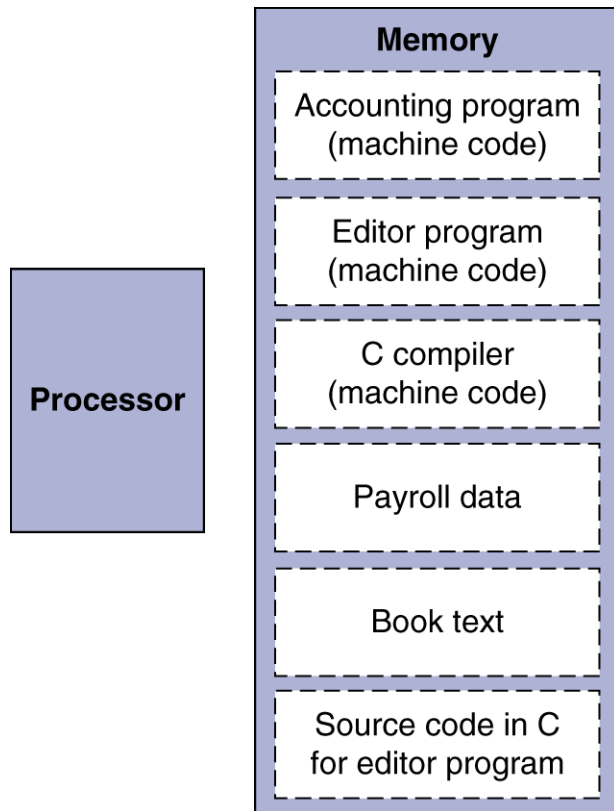 Memory
Accounting program
(machine code)
Editor program
(machine code)
C compiler
(machine code)
Processor
Payroll data
Book text
Source code in C
for editor program